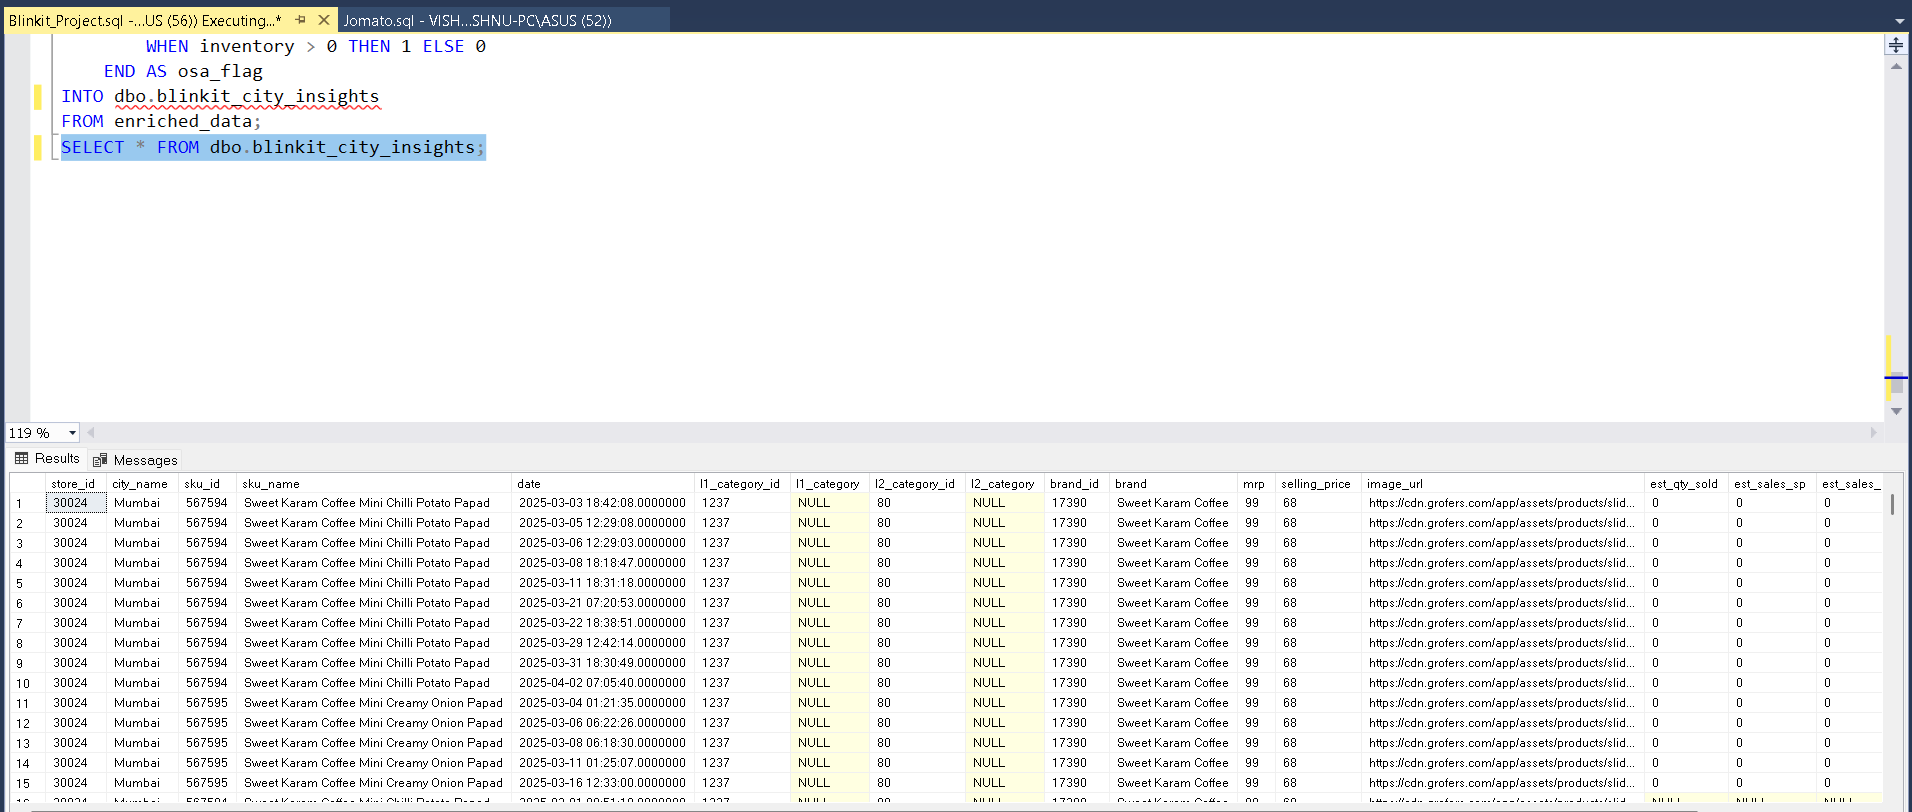 Blinkit_Project.sql -...US (56)) Executing...* Jomato.sql - VISH...SHNU-PC\ASUS (52))
WHEN inventory > 0 THEN 1 ELSE 0
END AS osa_flag
INTO dbo.blinkit_city_insights
FROM enriched_data;
SELECT * FROM dbo.blinkit_city_insights;
119 %
Results Messages
store_id city_name sku_id sku_name date l1_category_id l1_category l2_category_id l2_category brand_id brand mrp selling_price image_url est_qty_sold est_sales_sp est_sales_
1 30024 Mumbai 567594 Sweet Karam Coffee Mini Chilli Potato Papad 2025-03-03 18:42:08.0000000 1237 NULL 80 NULL 17390 Sweet Karam Coffee 99 68 https://cdn.grofers.com/app/assets/products/slid... 0 0 0
2 30024 Mumbai 567594 Sweet Karam Coffee Mini Chilli Potato Papad 2025-03-05 12:29:08.0000000 1237 NULL 80 NULL 17390 Sweet Karam Coffee 99 68 https://cdn.grofers.com/app/assets/products/slid... 0 0 0
3 30024 Mumbai 567594 Sweet Karam Coffee Mini Chilli Potato Papad 2025-03-06 12:29:03.0000000 1237 NULL 80 NULL 17390 Sweet Karam Coffee 99 68 https://cdn.grofers.com/app/assets/products/slid... 0 0 0
4 30024 Mumbai 567594 Sweet Karam Coffee Mini Chilli Potato Papad 2025-03-08 18:18:47.0000000 1237 NULL 80 NULL 17390 Sweet Karam Coffee 99 68 https://cdn.grofers.com/app/assets/products/slid... 0 0 0
5 30024 Mumbai 567594 Sweet Karam Coffee Mini Chilli Potato Papad 2025-03-11 18:31:18.0000000 1237 NULL 80 NULL 17390 Sweet Karam Coffee 99 68 https://cdn.grofers.com/app/assets/products/slid... 0 0 0
6 30024 Mumbai 567594 Sweet Karam Coffee Mini Chilli Potato Papad 2025-03-21 07:20:53.0000000 1237 NULL 80 NULL 17390 Sweet Karam Coffee 99 68 https://cdn.grofers.com/app/assets/products/slid... 0 0 0
7 30024 Mumbai 567594 Sweet Karam Coffee Mini Chilli Potato Papad 2025-03-22 18:38:51.0000000 1237 NULL 80 NULL 17390 Sweet Karam Coffee 99 68 https://cdn.grofers.com/app/assets/products/slid... 0 0 0
8 30024 Mumbai 567594 Sweet Karam Coffee Mini Chilli Potato Papad 2025-03-29 12:42:14.0000000 1237 NULL 80 NULL 17390 Sweet Karam Coffee 99 68 https://cdn.grofers.com/app/assets/products/slid... 0 0 0
9 30024 Mumbai 567594 Sweet Karam Coffee Mini Chilli Potato Papad 2025-03-31 18:30:49.0000000 1237 NULL 80 NULL 17390 Sweet Karam Coffee 99 68 https://cdn.grofers.com/app/assets/products/slid... 0 0 0
10 30024 Mumbai 567594 Sweet Karam Coffee Mini Chilli Potato Papad 2025-04-02 07:05:40.0000000 1237 NULL 80 NULL 17390 Sweet Karam Coffee 99 68 https://cdn.grofers.com/app/assets/products/slid... 0 0 0
11 30024 Mumbai 567595 Sweet Karam Coffee Mini Creamy Onion Papad 2025-03-04 01:21:35.0000000 1237 NULL 80 NULL 17390 Sweet Karam Coffee 99 68 https://cdn.grofers.com/app/assets/products/slid... 0 0 0
12 30024 Mumbai 567595 Sweet Karam Coffee Mini Creamy Onion Papad 2025-03-06 06:22:26.0000000 1237 NULL 80 NULL 17390 Sweet Karam Coffee 99 68 https://cdn.grofers.com/app/assets/products/slid... 0 0 0
13 30024 Mumbai 567595 Sweet Karam Coffee Mini Creamy Onion Papad 2025-03-08 06:18:30.0000000 1237 NULL 80 NULL 17390 Sweet Karam Coffee 99 68 https://cdn.grofers.com/app/assets/products/slid... 0 0 0
14 30024 Mumbai 567595 Sweet Karam Coffee Mini Creamy Onion Papad 2025-03-11 01:25:07.0000000 1237 NULL 80 NULL 17390 Sweet Karam Coffee 99 68 https://cdn.grofers.com/app/assets/products/slid... 0 0 0
15 30024 Mumbai 567595 Sweet Karam Coffee Mini Creamy Onion Papad 2025-03-16 12:33:00.0000000 1237 NULL 80 NULL 17390 Sweet Karam Coffee 99 68 https://cdn.grofers.com/app/assets/products/slid... 0 0 0